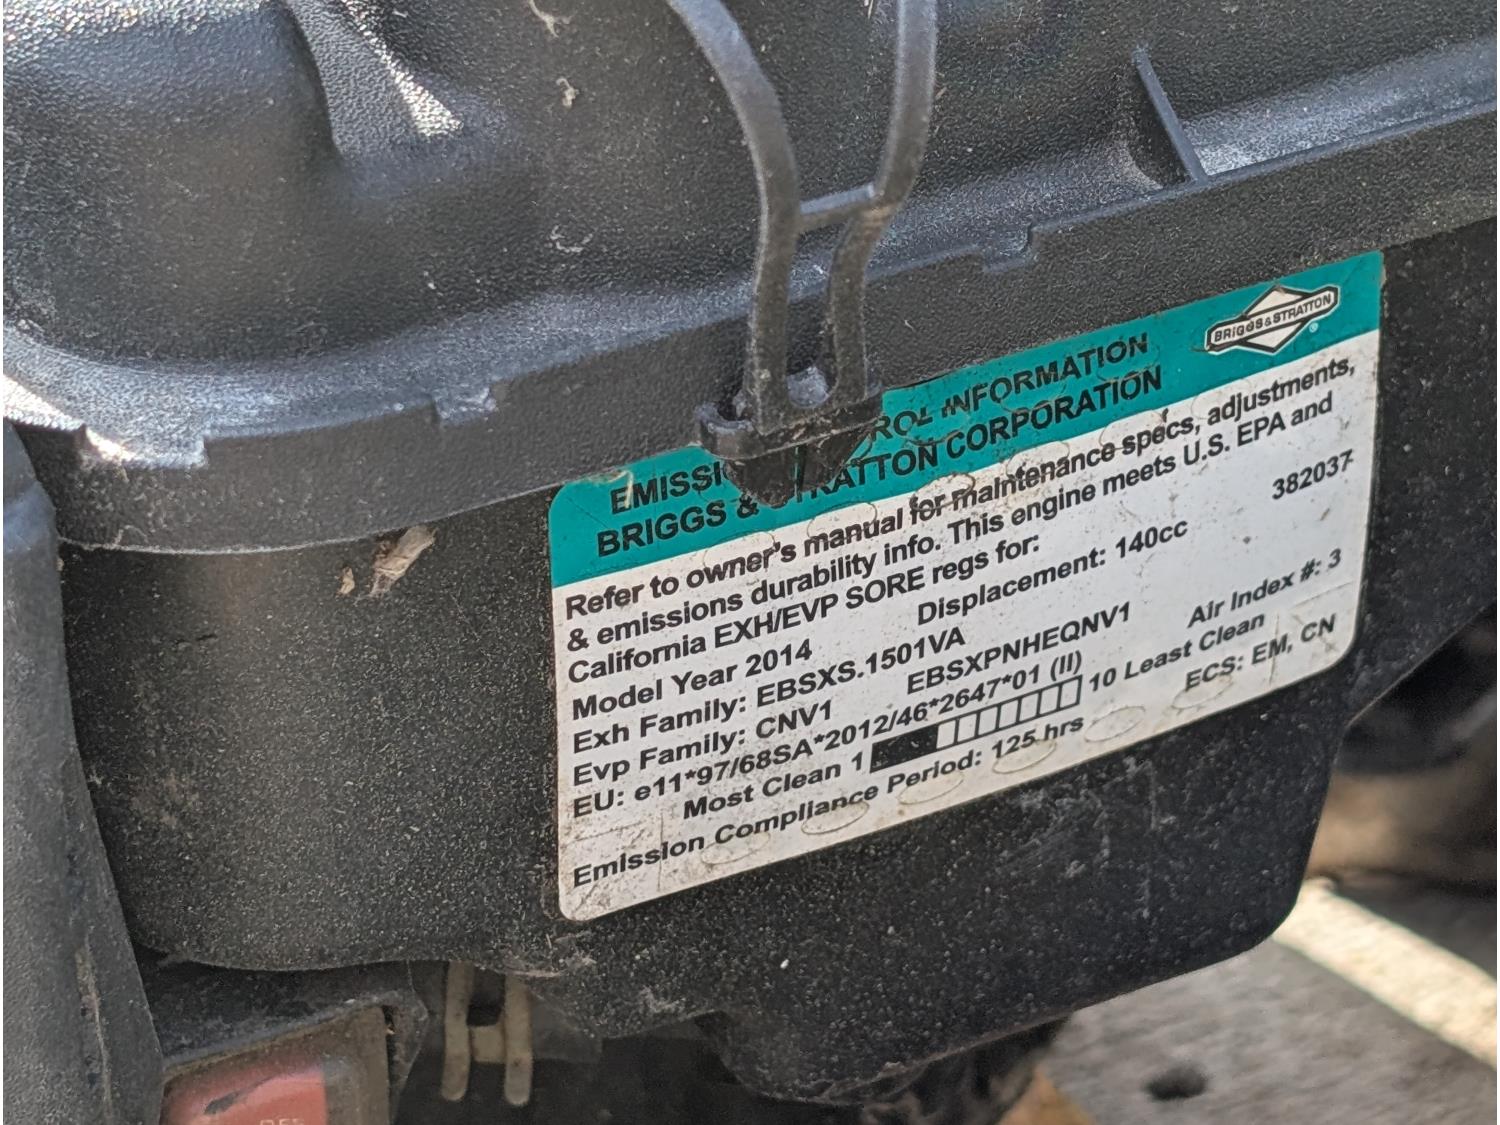 EMISSI ROL INFORMATION
BRIGGS & STRATTON CORPORATION
BRIGGS&STRATTON
®
Refer to owner's manual for maintenance specs, adjustments,
& emissions durability info. This engine meets U.S. EPA and
California EXH/EVP SORE regs for:
382037
Model Year 2014 Displacement: 140cc
Exh Family: EBSXS.1501VA
Evp Family: CNV1 EBSXPNHEQNV1 Air Index #: 3
EU: e11*97/68SA*2012/46*2647*01 (II)
Most Clean 1 10 Least Clean
Emission Compliance Period: 125 hrs ECS: EM, CN